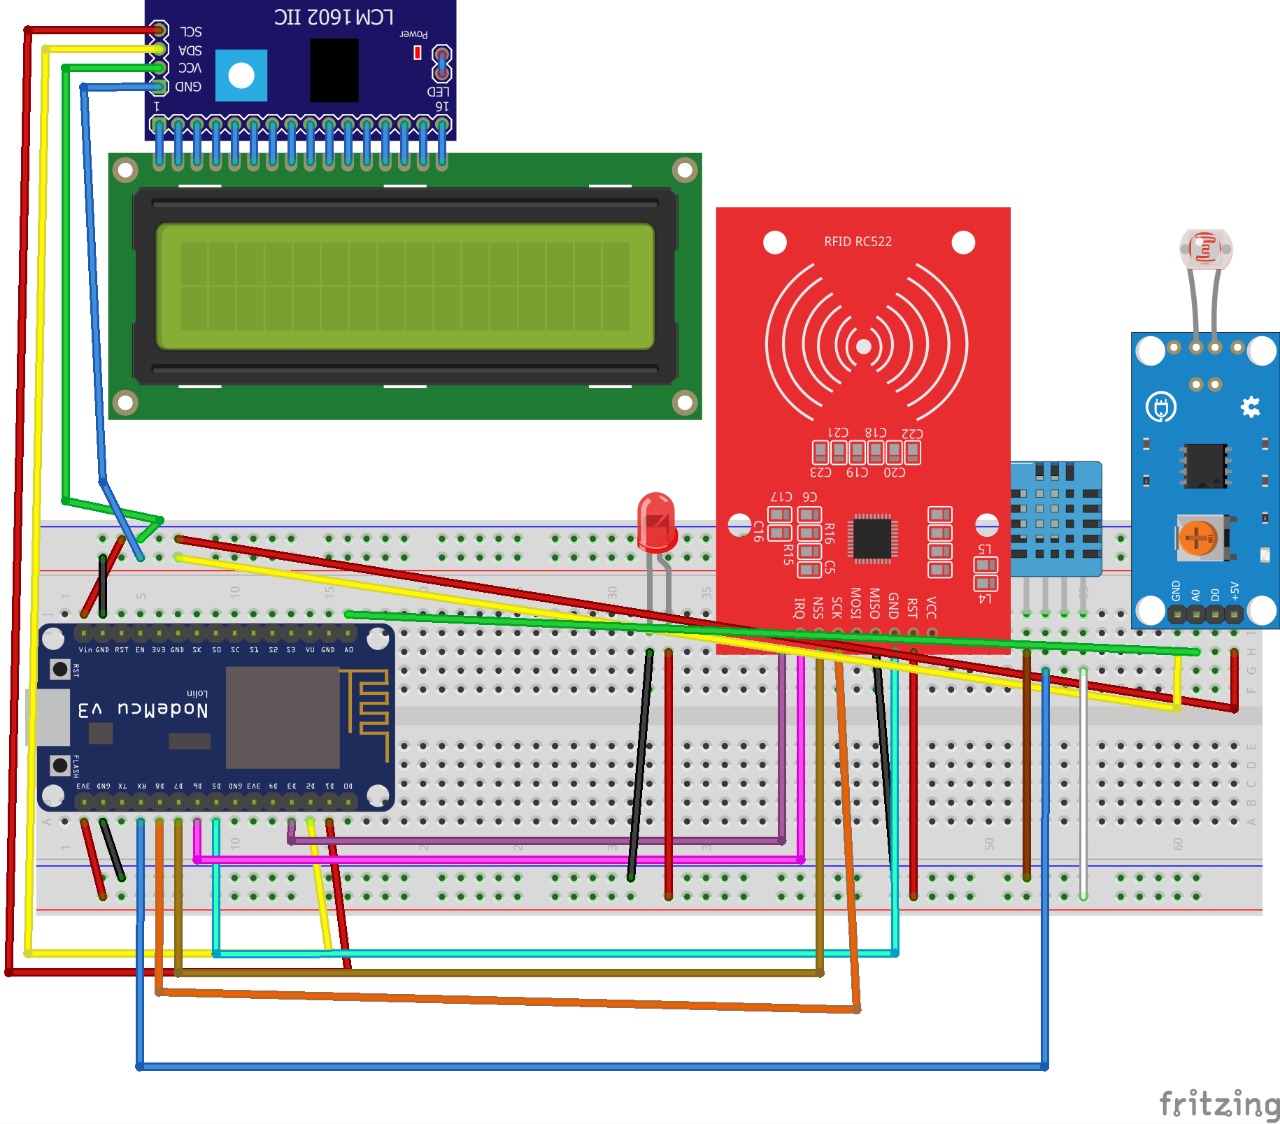 LCM1602 IIC
SCL
SDA
VCC
GND
Power
LED
1
16
RFID RC522
C21 C18 C22
C23 C19 C20
C17 C6
C16
R16
R15
C5
L5
L4
IRQ NSS SCK MOSI MISO GND RST VCC
GND A0 D0 +5V
1 5 10 15 30 35
J
I
H
G
F
Vin GND RST EN 3V3 GND SK S0 SC S1 S2 S3 VU GND A0
RST
Lolin
NodeMcu v3
FLASH
3V3 GND TX RX D8 D7 D6 D5 GND 3V3 D4 D3 D2 D1 D0
E
D
C
B
A
A
1 10 50 60
fritzing